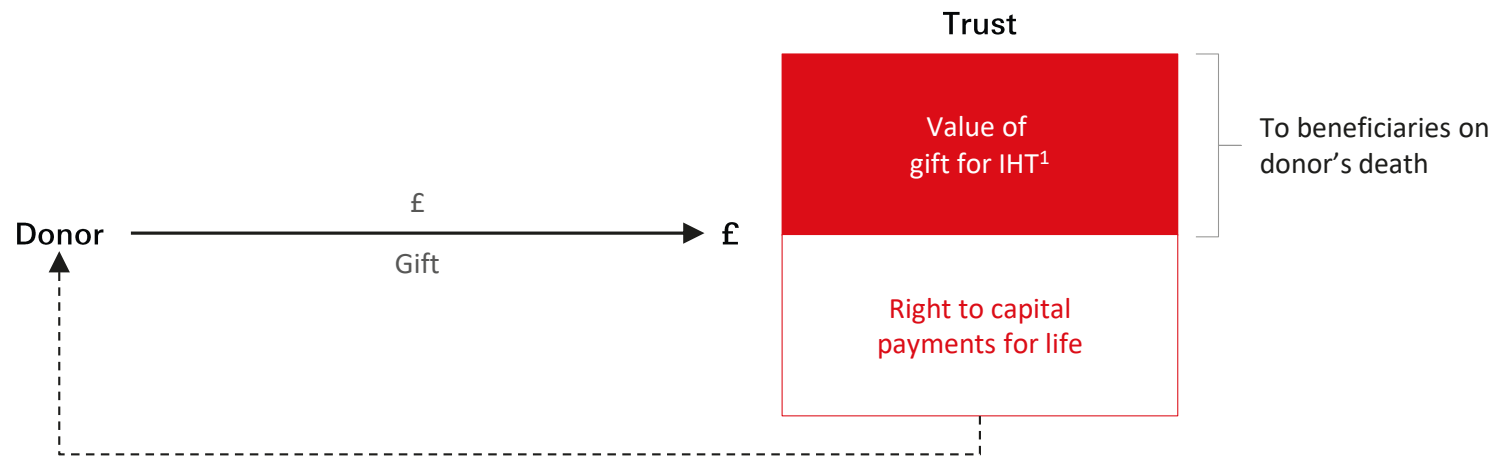 Trust
Value of
gift for IHT1
To beneficiaries on
donor's death
£
Donor
£
Gift
Right to capital
payments for life